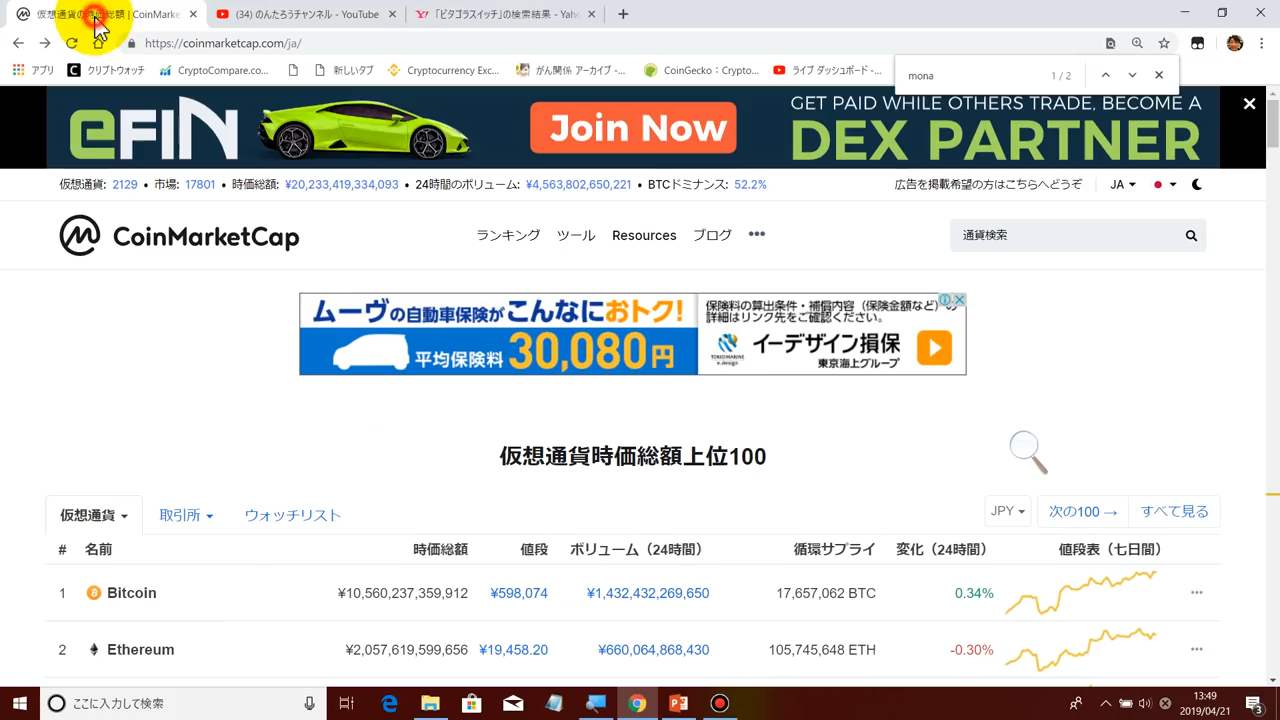 仮想通貨の時価総額 | CoinMarke
(34) のんたろうチャンネル - YouTube
「ピタゴラスイッチ」の検索結果 - Yaho
https://coinmarketcap.com/ja/
アプリ
クリプトウォッチ
CryptoCompare.co...
新しいタブ
Cryptocurrency Exc...
がん関係 アーカイブ -...
CoinGecko：Crypto...
ライブ ダッシュボード -...
mona 1 / 2
eFIN
Join Now
GET PAID WHILE OTHERS TRADE, BECOME A
DEX PARTNER
仮想通貨: 2129 • 市場: 17801 • 時価総額: ¥20,233,419,334,093 • 24時間のボリューム: ¥4,563,802,650,221 • BTCドミナンス: 52.2%
広告を掲載希望の方はこちらへどうぞ
JA
CoinMarketCap
ランキング ツール Resources ブログ •••
通貨検索
ムーヴの自動車保険がこんなにおトク!
平均保険料 30,080円
保険料の算出条件・補償内容（保険金額など）の
詳細はリンク先をご確認ください。
TOKIO MARINE
e.design
イーデザイン損保
東京海上グループ
仮想通貨時価総額上位100
仮想通貨 取引所 ウォッチリスト
JPY 次の100 → すべて見る
# 名前 時価総額 値段 ボリューム（24時間） 循環サプライ 変化（24時間） 値段表（七日間）
1 Bitcoin ¥10,560,237,359,912 ¥598,074 ¥1,432,432,269,650 17,657,062 BTC 0.34%
2 Ethereum ¥2,057,619,599,656 ¥19,458.20 ¥660,064,868,430 105,745,648 ETH -0.30%
ここに入力して検索
13:49
2019/04/21
3